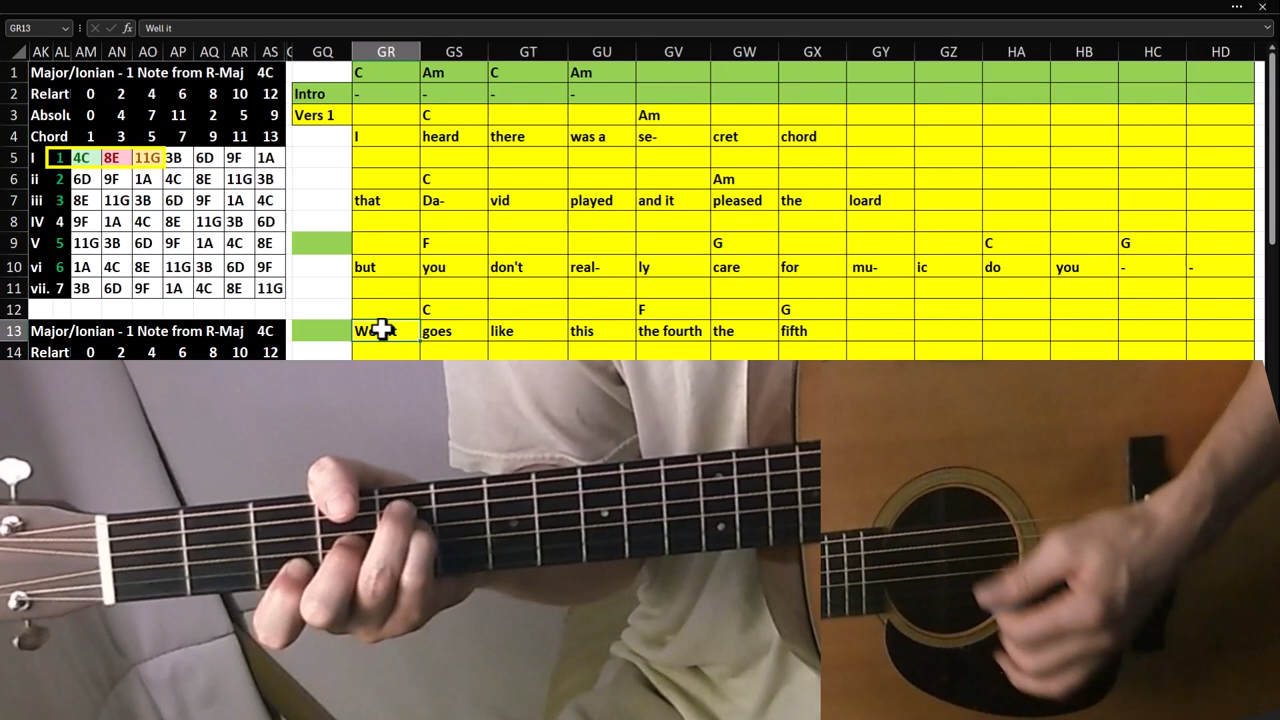 GR13 fx Well it
AK AL AM AN AO AP AQ AR AS GQ GR GS GT GU GV GW GX GY GZ HA HB HC HD
1 Major/Ionian - 1 Note from R-Maj 4C C Am C Am
2 Relart 0 2 4 6 8 10 12 Intro - - - -
3 Absolu 0 4 7 11 2 5 9 Vers 1 C Am
4 Chord 1 3 5 7 9 11 13 I heard there was a se- cret chord
5 I 1 4C 8E 11G 3B 6D 9F 1A
6 ii 2 6D 9F 1A 4C 8E 11G 3B C Am
7 iii 3 8E 11G 3B 6D 9F 1A 4C that Da- vid played and it pleased the loard
8 IV 4 9F 1A 4C 8E 11G 3B 6D
9 V 5 11G 3B 6D 9F 1A 4C 8E F G C G
10 vi 6 1A 4C 8E 11G 3B 6D 9F but you don't real- ly care for mu- ic do you - -
11 vii. 7 3B 6D 9F 1A 4C 8E 11G
12 C F G
13 Major/Ionian - 1 Note from R-Maj 4C goes like this the fourth the fifth
14 Relart 0 2 4 6 8 10 12